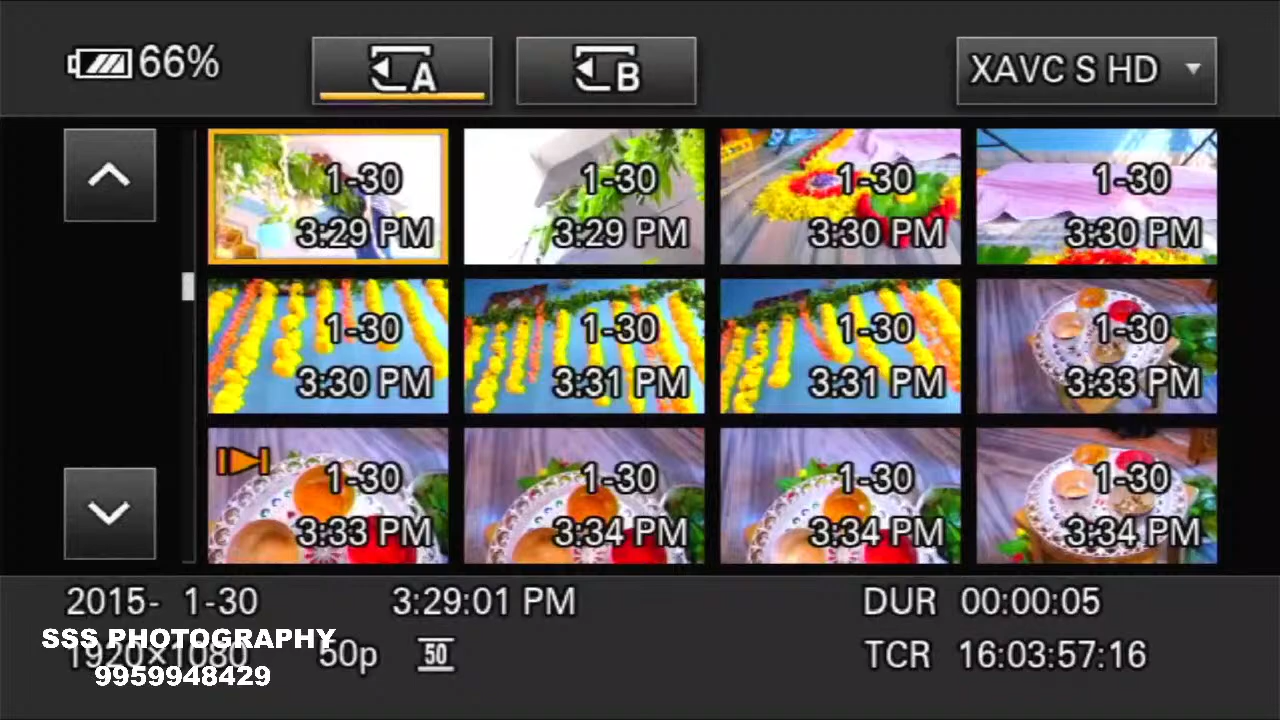 66%
A
B
XAVC S HD
1-30
3:29 PM
1-30
3:29 PM
1-30
3:30 PM
1-30
3:30 PM
1-30
3:30 PM
1-30
3:31 PM
1-30
3:31 PM
1-30
3:33 PM
1-30
3:33 PM
1-30
3:34 PM
1-30
3:34 PM
1-30
3:34 PM
2015- 1-30
3:29:01 PM
DUR 00:00:05
SSS PHOTOGRAPHY
1920×1080
50p
50
TCR 16:03:57:16
9959948429